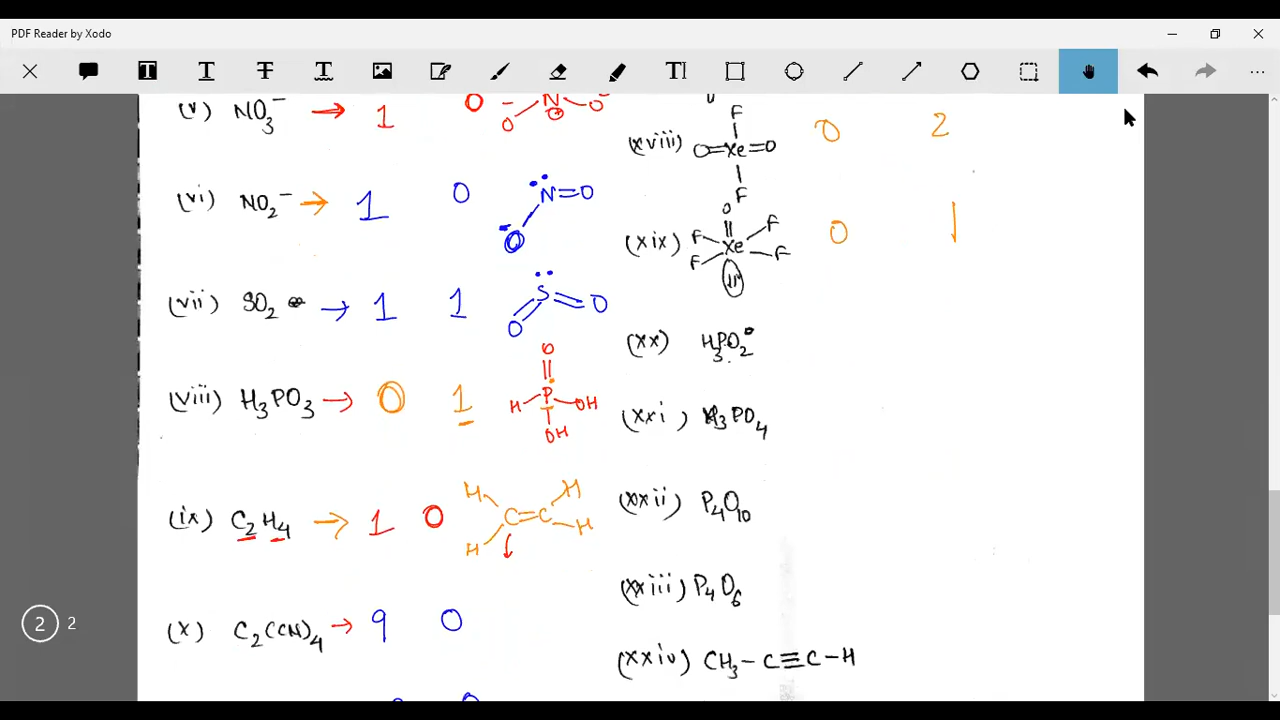 PDF Reader by Xodo
(v) NO3⁻ → 1 0
⁻O N⊕ O⁻
(vi) NO2⁻ → 1 0
N=O
O⁻
(vii) SO2 → 1 1
S O
O
(viii) H3PO3 → 0 1
O
H P OH
OH
(ix) C2H4 → 1 0
H H
C=C
H H
(x) C2(CN)4 → 9 0
(xviii) O=Xe=O 0 2
F
F
(xix) Xe 0 1
O
F F
F F
(xx) H3PO2
(xxi) H3PO4
(xxii) P4O10
(xxiii) P4O6
(xxiv) CH3-C≡C-H
2 2